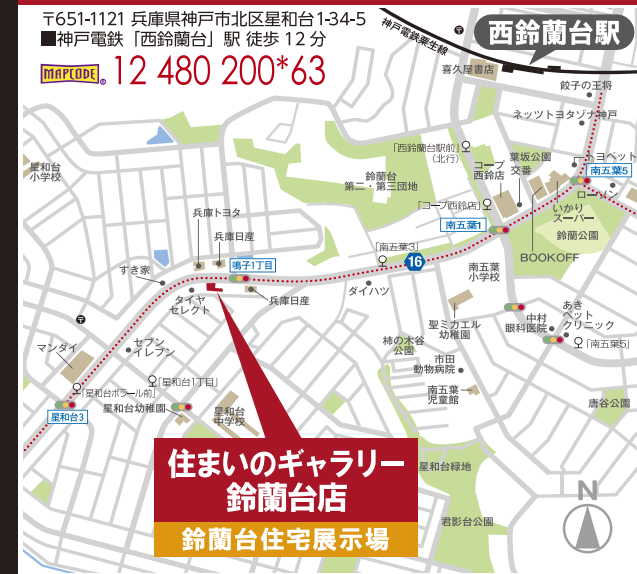 〒651-1121 兵庫県神戸市北区星和台1-34-5
■神戸電鉄「西鈴蘭台」駅 徒歩 12 分
MAPCODE® 12 480 200*63
神戸電鉄粟生線
西鈴蘭台駅
喜久屋書店
餃子の王将
ネッツトヨタゾナ神戸
「西鈴蘭台駅前」
(北行)
コープ
西鈴店
葉坂公園
交番
トヨペット
南五葉5
ローソン
星和台
小学校
鈴蘭台
第二・第三団地
「コープ西鈴店」
南五葉1
いかり
スーパー
鈴蘭公園
BOOKOFF
兵庫トヨタ
兵庫日産
鳴子1丁目
「南五葉3」
16
南五葉
小学校
すき家
タイヤ
セレクト
兵庫日産
ダイハツ
聖ミカエル
幼稚園
中村
眼科医院
あき
ペット
クリニック
「南五葉5」
柿の木谷
公園
市田
動物病院
マンダイ
セブン
イレブン
「星和台1丁目」
「星和台ポラール前」
星和台3
星和台幼稚園
星和台
中学校
南五葉
児童館
唐谷公園
住まいのギャラリー
鈴蘭台店
鈴蘭台住宅展示場
星和台緑地
君影台公園
N